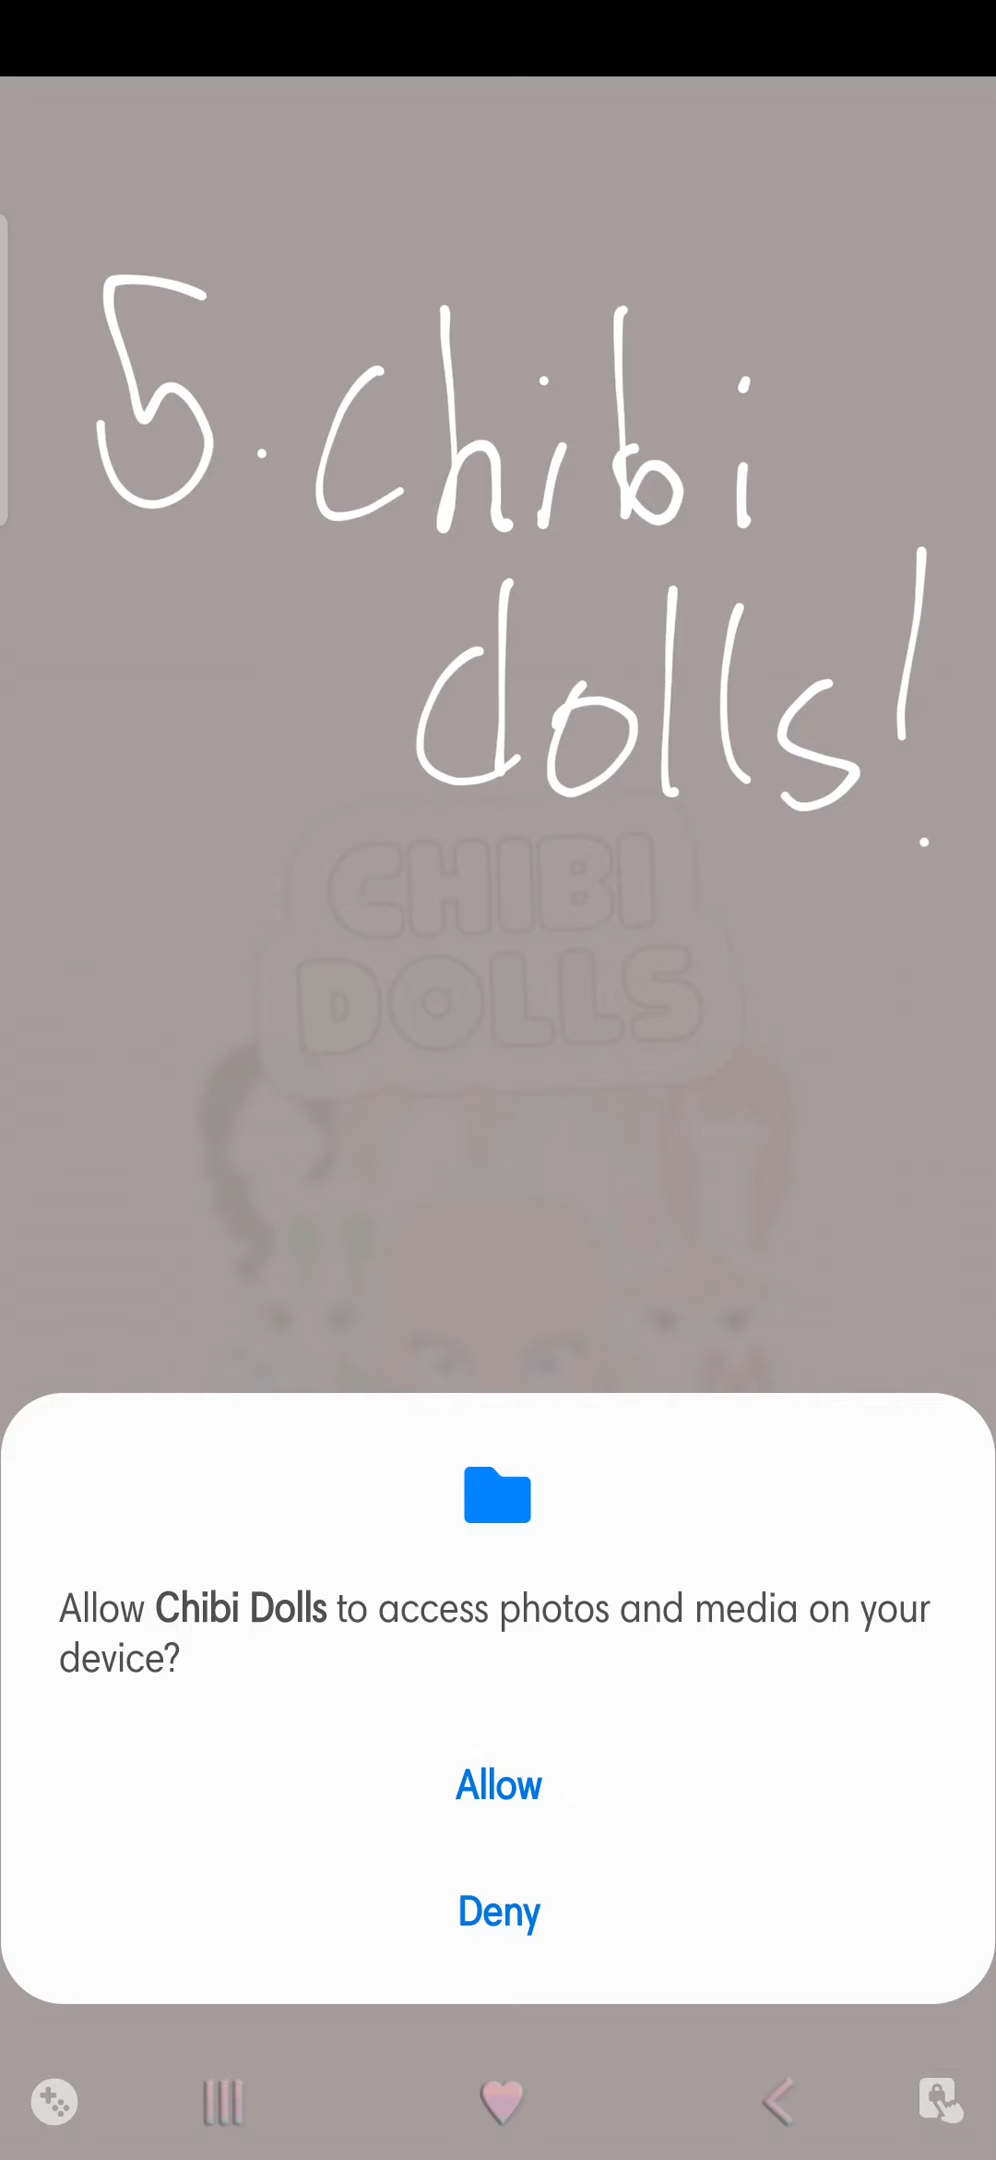 5. chibi
dolls!
CHIBI
DOLLS
Allow Chibi Dolls to access photos and media on your
device?
Allow
Deny